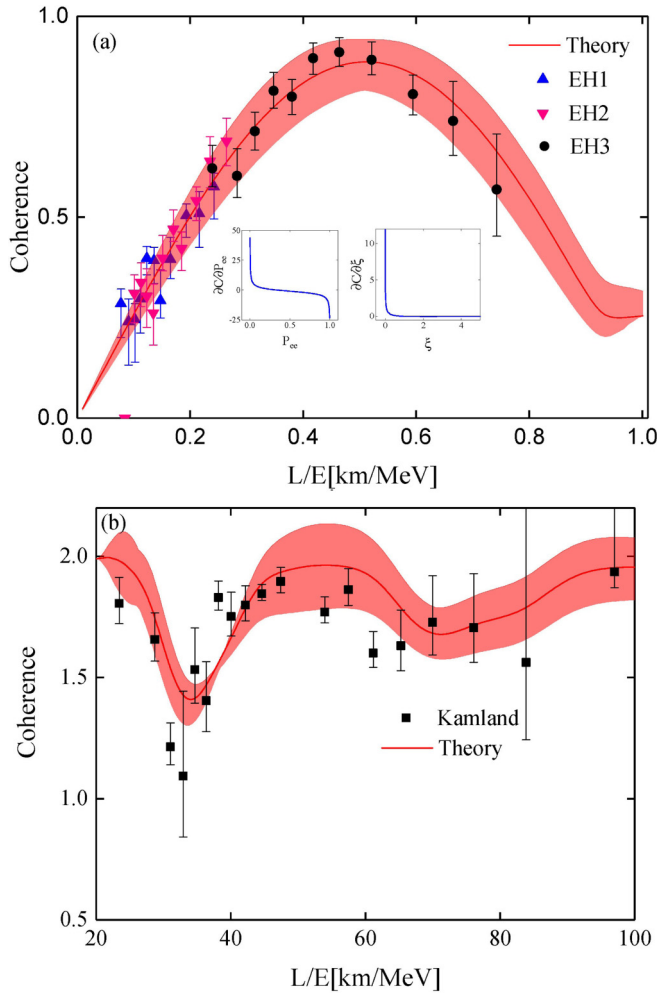 (a)
Theory
EH1
EH2
EH3
1.0
0.5
0.0
Coherence
50
25
0
-25
∂C/∂P
0.0 0.5 1.0
P_ee
10
5
0
∂C/∂ξ
0 2 4
ξ
0.0 0.2 0.4 0.6 0.8 1.0
L/E[km/MeV]
(b)
2.0
1.5
1.0
0.5
Coherence
Kamland
Theory
20 40 60 80 100
L/E[km/MeV]